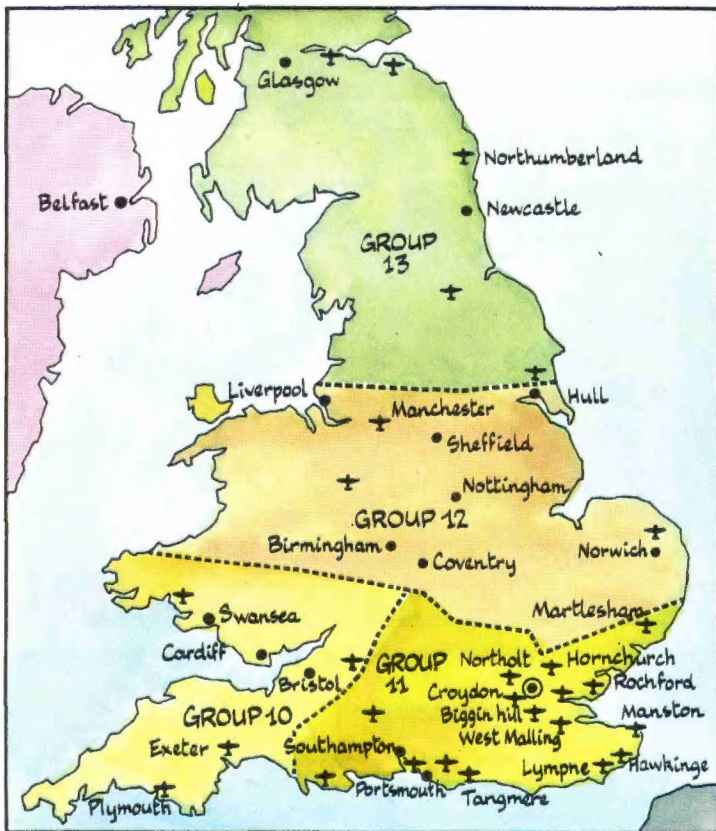 Glasgow
Northumberland
Belfast
Newcastle
GROUP
13
Liverpool
Hull
Manchester
Sheffield
Nottingham
GROUP 12
Birmingham
Norwich
Coventry
Martlesham
Swansea
Cardiff
Northolt
Hornchurch
GROUP
11
Bristol
Croydon
Rochford
GROUP 10
Biggin hill
Manston
West Malling
Exeter
Southampton
Lympne
Hawkinge
Plymouth
Portsmouth
Tangmere